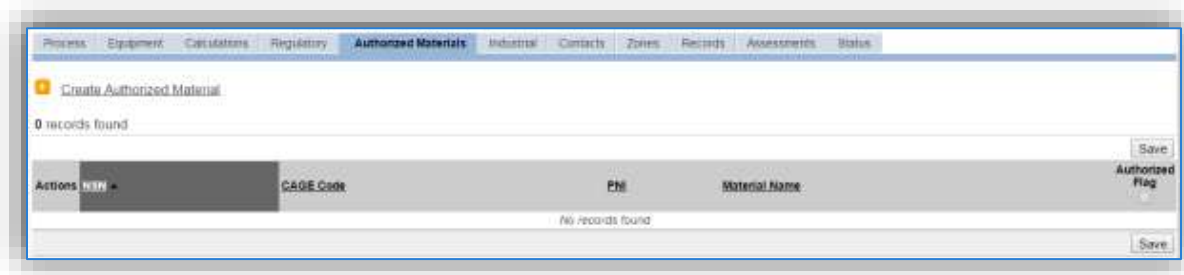 Process Equipment Calculations Regulatory Authorized Materials Industrial Contacts Zones Records Assessments Status
Create Authorized Material
0 records found
Save
Actions NSN CAGE Code PNI Material Name Authorized Flag
No records found
Save